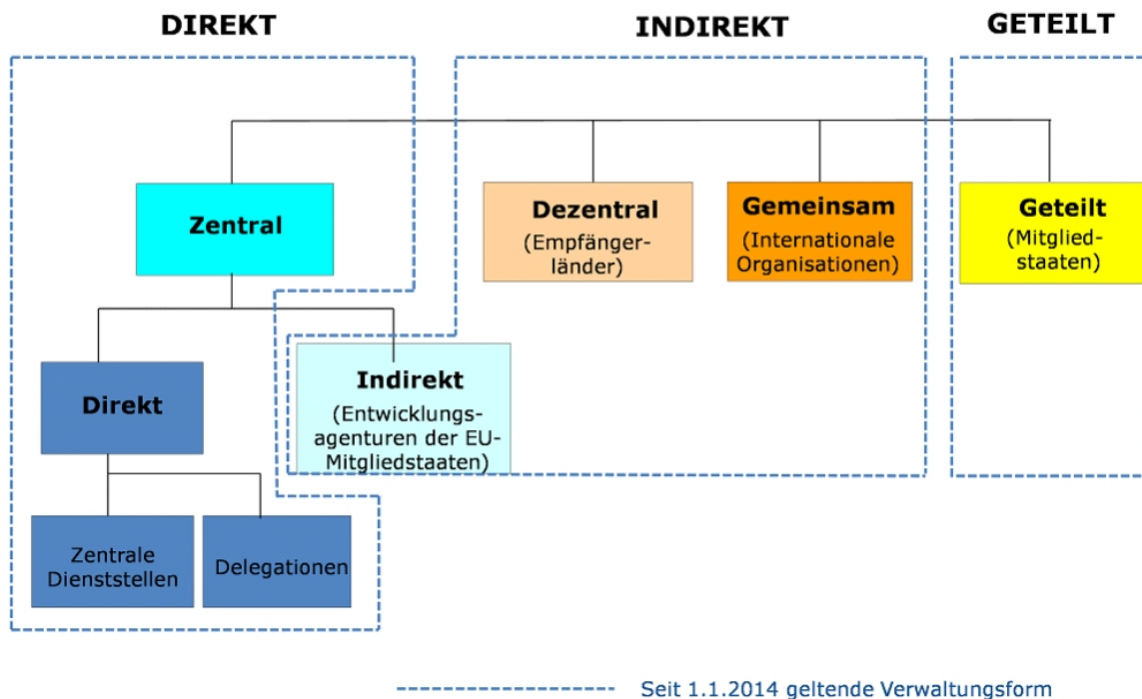 DIREKT
INDIREKT
GETEILT
Zentral
Dezentral
(Empfänger-
länder)
Gemeinsam
(Internationale
Organisationen)
Geteilt
(Mitglied-
staaten)
Direkt
Indirekt
(Entwicklungs-
agenturen der EU-
Mitgliedstaaten)
Zentrale
Dienststellen
Delegationen
Seit 1.1.2014 geltende Verwaltungsform